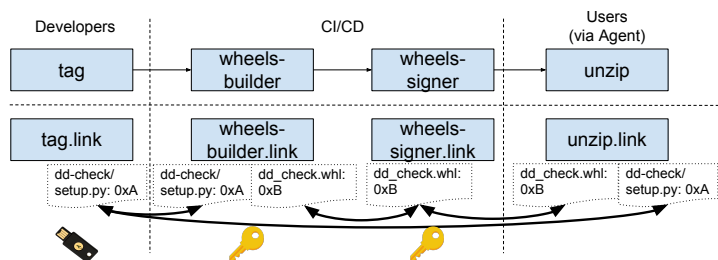 Developers
CI/CD
Users
(via Agent)
tag
wheels-
builder
wheels-
signer
unzip
tag.link
wheels-
builder.link
wheels-
signer.link
unzip.link
dd-check/
setup.py: 0xA
dd-check/
setup.py: 0xA
dd_check.whl:
0xB
dd_check.whl:
0xB
dd_check.whl:
0xB
dd-check/
setup.py: 0xA